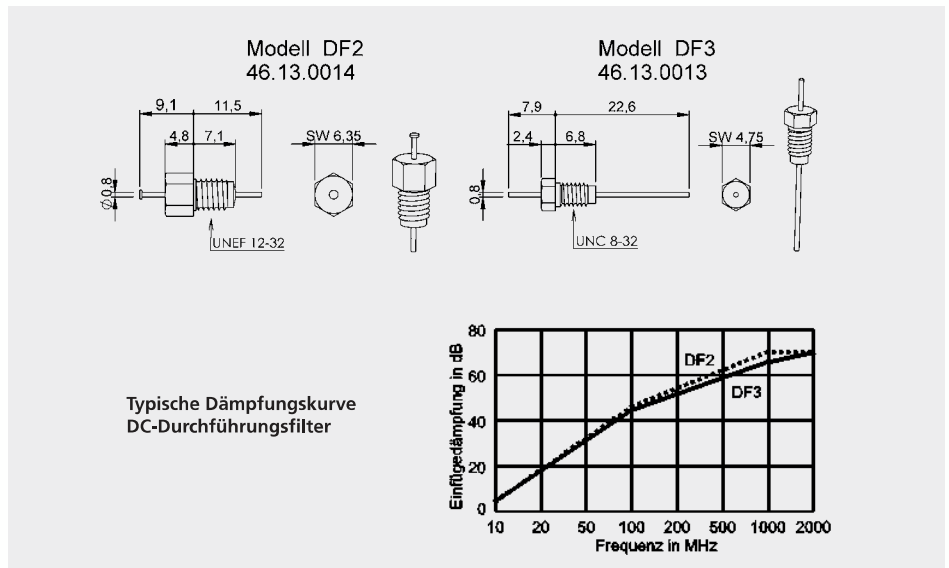 Modell DF2
46.13.0014
Modell DF3
46.13.0013
9,1
11,5
4,8
7,1
SW 6,35
∅0,8
UNEF 12-32
7,9
22,6
2,4
6,8
SW 4,75
0,8
UNC 8-32
Typische Dämpfungskurve
DC-Durchführungsfilter
Einfügedämpfung in dB
80
60
40
20
0
DF2
DF3
10 20 50 100 200 500 1000 2000
Frequenz in MHz